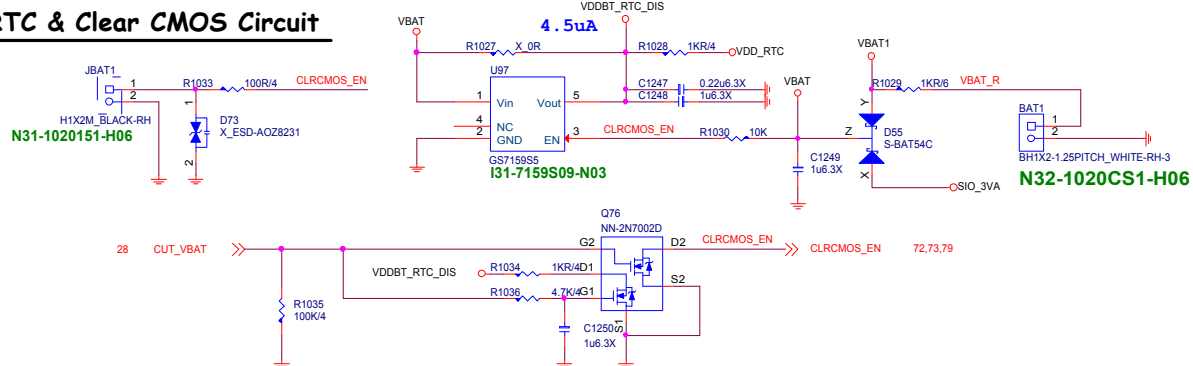 RTC & Clear CMOS Circuit
VBAT
VDDBT_RTC_DIS
4.5uA
R1027
X_0R
R1028
1KR/4
VDD_RTC
VBAT1
JBAT1
1
2
R1033
100R/4
CLRCMOS_EN
H1X2M_BLACK-RH
N31-1020151-H06
1
2
D73
X_ESD-AOZ8231
U97
1
Vin
Vout
5
4
NC
2
GND
EN
3
GS7159S5
I31-7159S09-N03
C1247
0.22u6.3X
C1248
1u6.3X
CLRCMOS_EN
R1030
10K
VBAT
C1249
1u6.3X
R1029
1KR/6
VBAT_R
Y
Z
X
D55
S-BAT54C
SIO_3VA
BAT1
1
2
BH1X2-1.25PITCH_WHITE-RH-3
N32-1020CS1-H06
Q76
NN-2N7002D
28
CUT_VBAT
G2
D2
CLRCMOS_EN
CLRCMOS_EN
72,73,79
VDDBT_RTC_DIS
R1034
1KR/4
D1
R1036
4.7K/4
G1
S2
S1
R1035
100K/4
C1250
1u6.3X